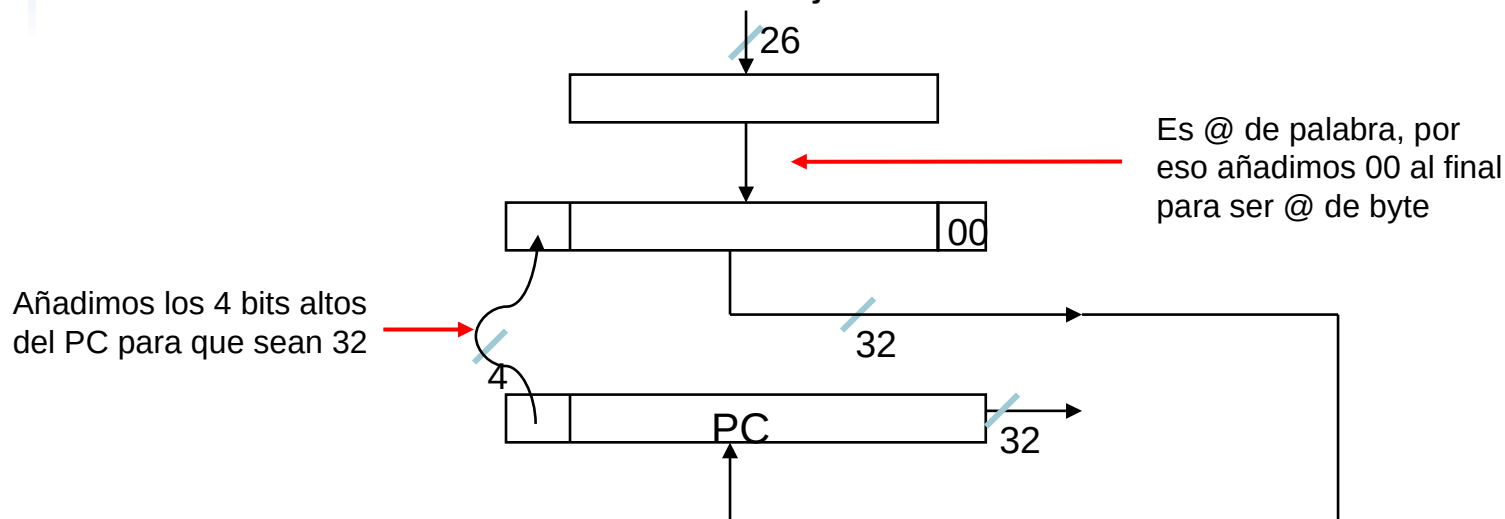 26
Es @ de palabra, por
eso añadimos 00 al final
para ser @ de byte
00
Añadimos los 4 bits altos
del PC para que sean 32
32
4
PC
32